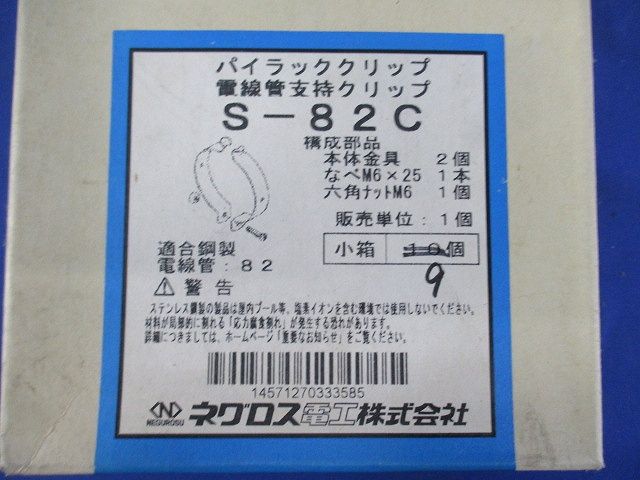 パイラッククリップ
電線管支持クリップ
S－82C
構成部品
本体金具 2個
なべM6×25 1本
六角ナットM6 1個
販売単位：1個
小箱 10個
9
適合鋼製
電線管：82
⚠警告
ステンレス鋼製の製品は屋内プール等、塩素イオンを含む環境では使用しないでください。
材料が局部的に割れる「応力腐食割れ」が発生する恐れがあります。
詳細につきましては、ホームページ「重要なお知らせ」をご覧ください。
14571270333585
N
NEGUROSU
ネグロス電工株式会社